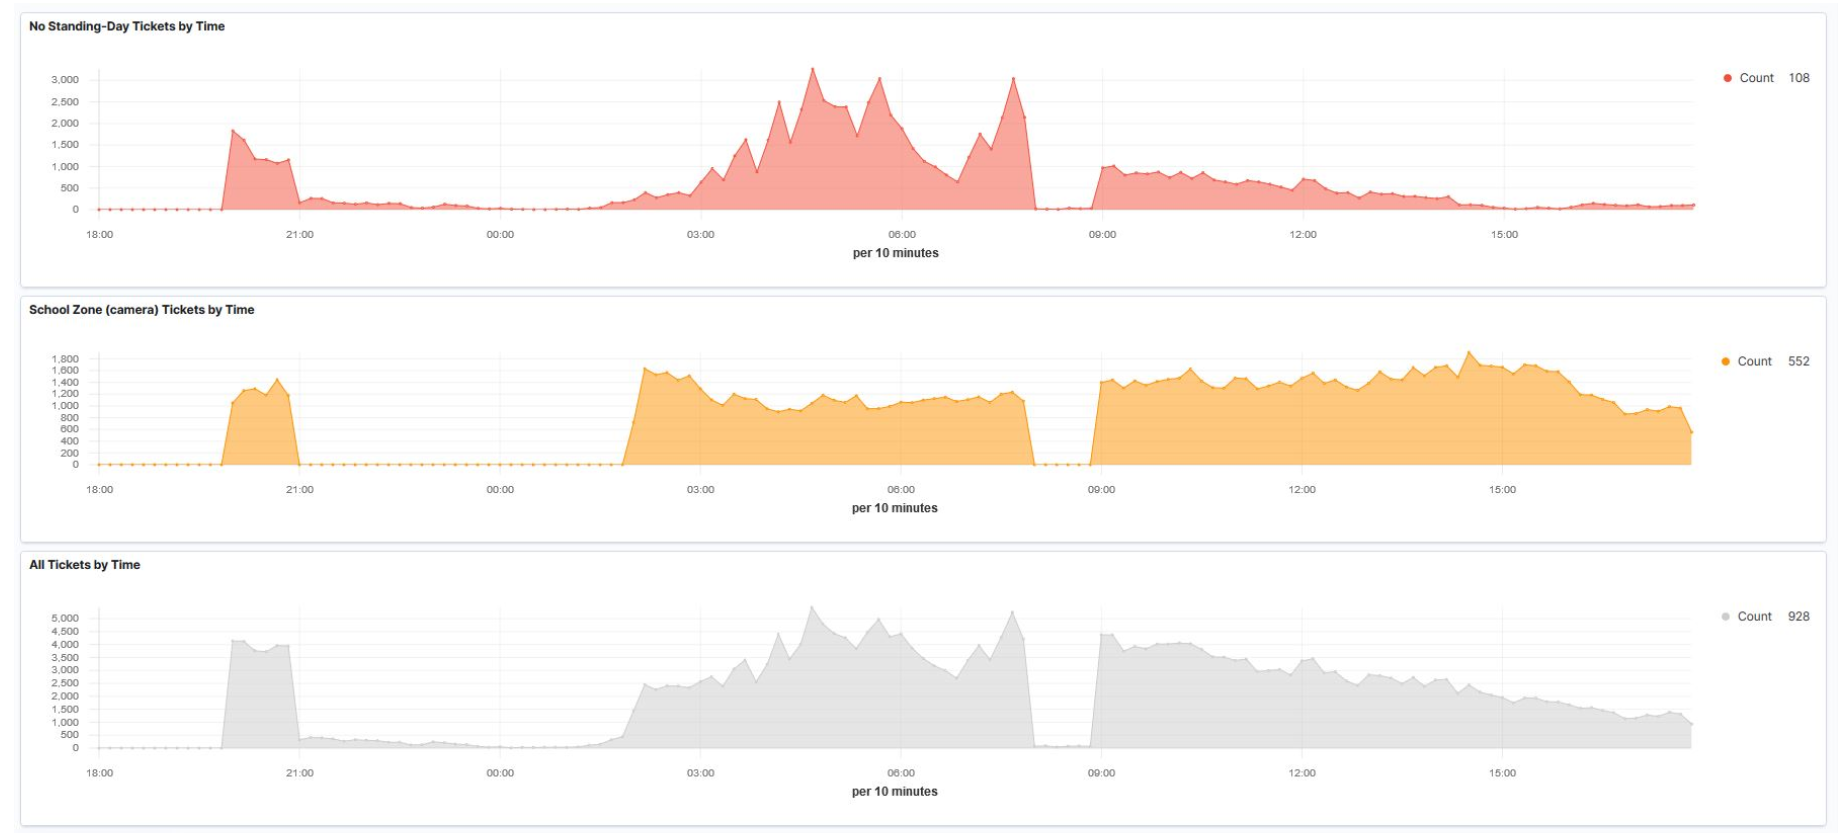 No Standing-Day Tickets by Time
3,000
2,500
2,000
1,500
1,000
500
0
Count 108
18:00 21:00 00:00 03:00 06:00 09:00 12:00 15:00
per 10 minutes
School Zone (camera) Tickets by Time
1,800
1,600
1,400
1,200
1,000
800
600
400
200
0
Count 552
18:00 21:00 00:00 03:00 06:00 09:00 12:00 15:00
per 10 minutes
All Tickets by Time
5,000
4,500
4,000
3,500
3,000
2,500
2,000
1,500
1,000
500
0
Count 928
18:00 21:00 00:00 03:00 06:00 09:00 12:00 15:00
per 10 minutes